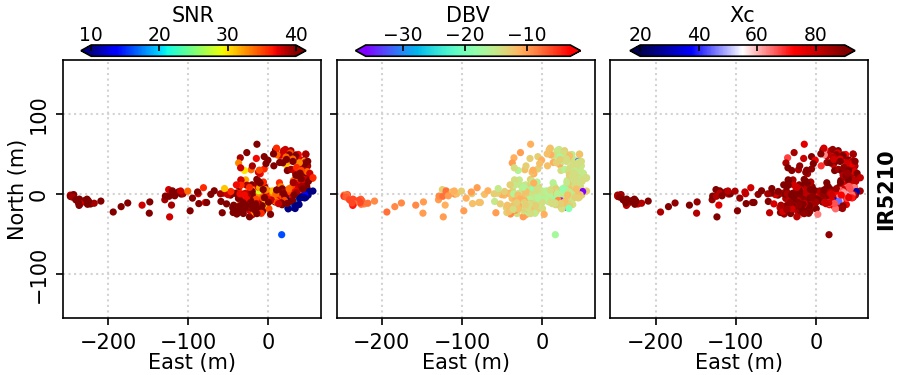 SNR DBV Xc
10 20 30 40 −30 −20 −10 20 40 60 80
100
0
−100
North (m)
IR5210
−200 −100 0 −200 −100 0 −200 −100 0
East (m) East (m) East (m)